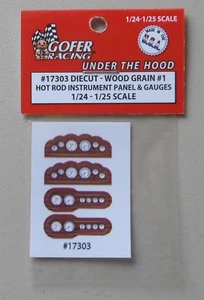 1/24-1/25 SCALE
GOFER
RACING
UNDER THE HOOD
#17303 DIECUT - WOOD GRAIN #1
HOT ROD INSTRUMENT PANEL & GAUGES
1/24 - 1/25 SCALE
#17303